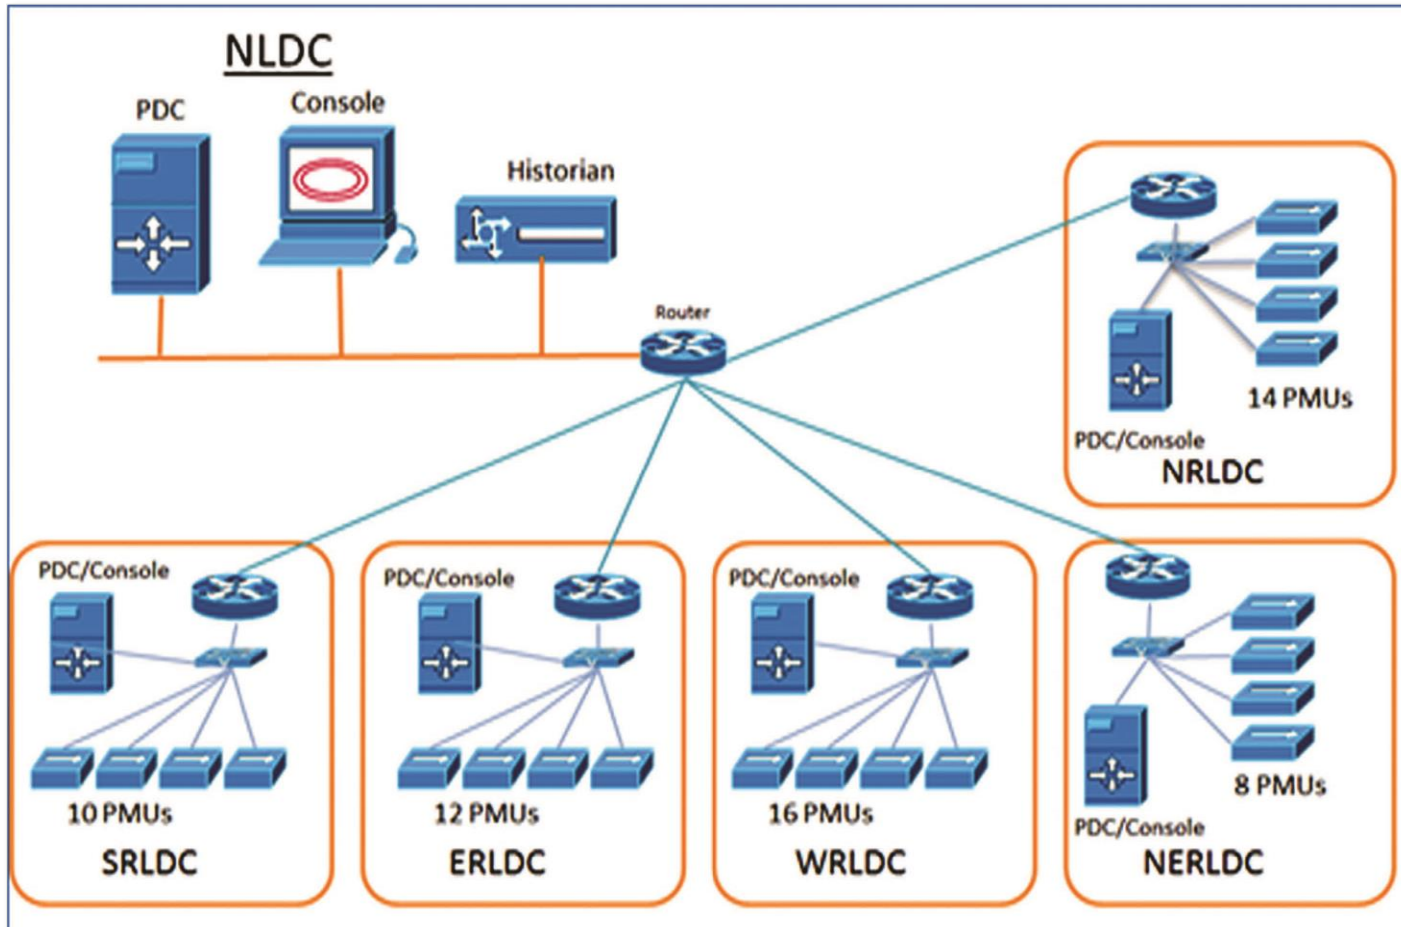 NLDC
PDC
Console
Historian
Router
14 PMUs
PDC/Console
NRLDC
PDC/Console
10 PMUs
SRLDC
PDC/Console
12 PMUs
ERLDC
PDC/Console
16 PMUs
WRLDC
8 PMUs
PDC/Console
NERLDC